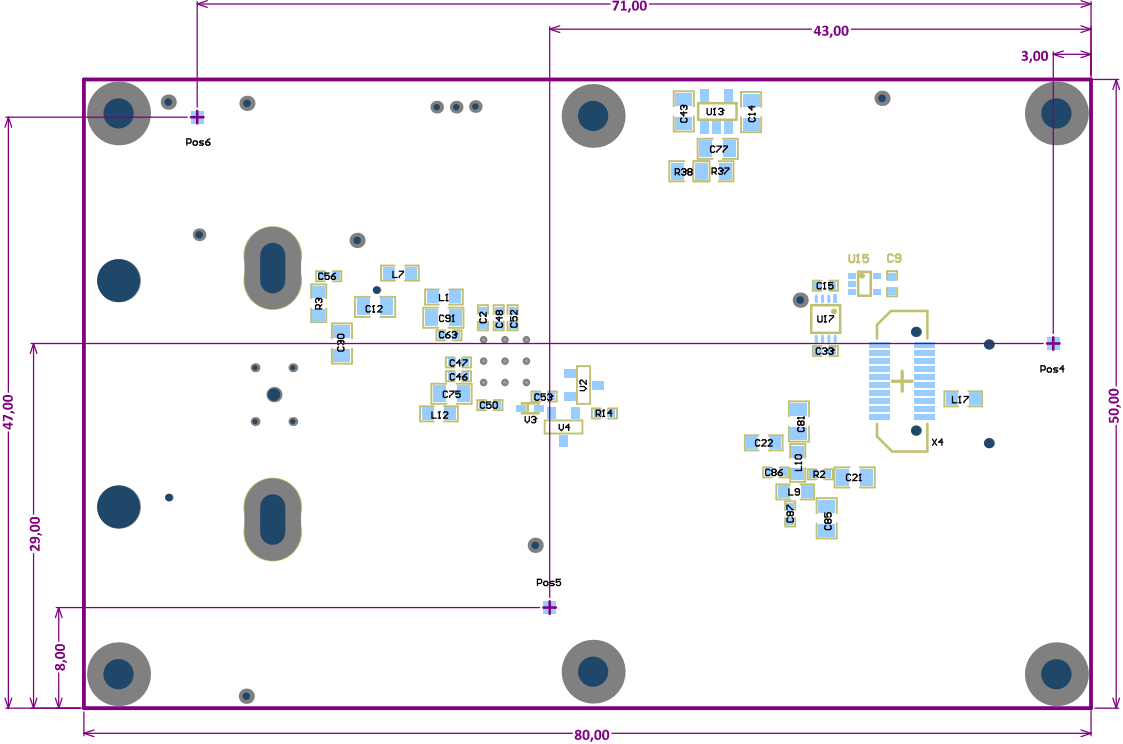 71,00
43,00
3,00
C43
U13
C14
Pos6
C77
R38
R37
U15
C9
C56
L7
C15
R3
L1
C12
C91
C2
C48
C52
U17
C63
C30
C33
C47
Pos4
C46
V2
C75
C53
L17
C50
47,00
50,00
L12
R14
V3
V4
C81
C22
X4
L10
C86
R2
C21
L9
C87
C85
29,00
Pos5
8,00
80,00